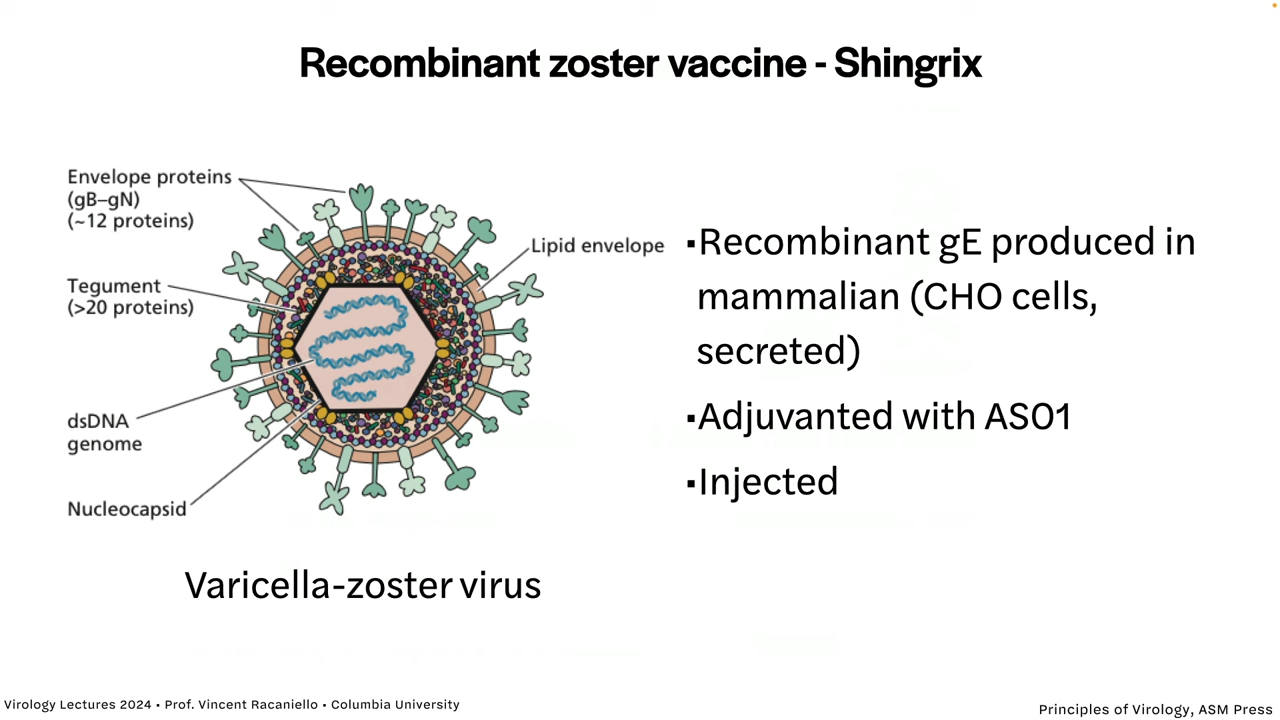 Recombinant zoster vaccine - Shingrix
Envelope proteins
(gB–gN)
(~12 proteins)
Lipid envelope
Tegument
(>20 proteins)
dsDNA
genome
Nucleocapsid
Varicella-zoster virus
▪Recombinant gE produced in
mammalian (CHO cells,
secreted)
▪Adjuvanted with ASO1
▪Injected
Virology Lectures 2024 • Prof. Vincent Racaniello • Columbia University
Principles of Virology, ASM Press